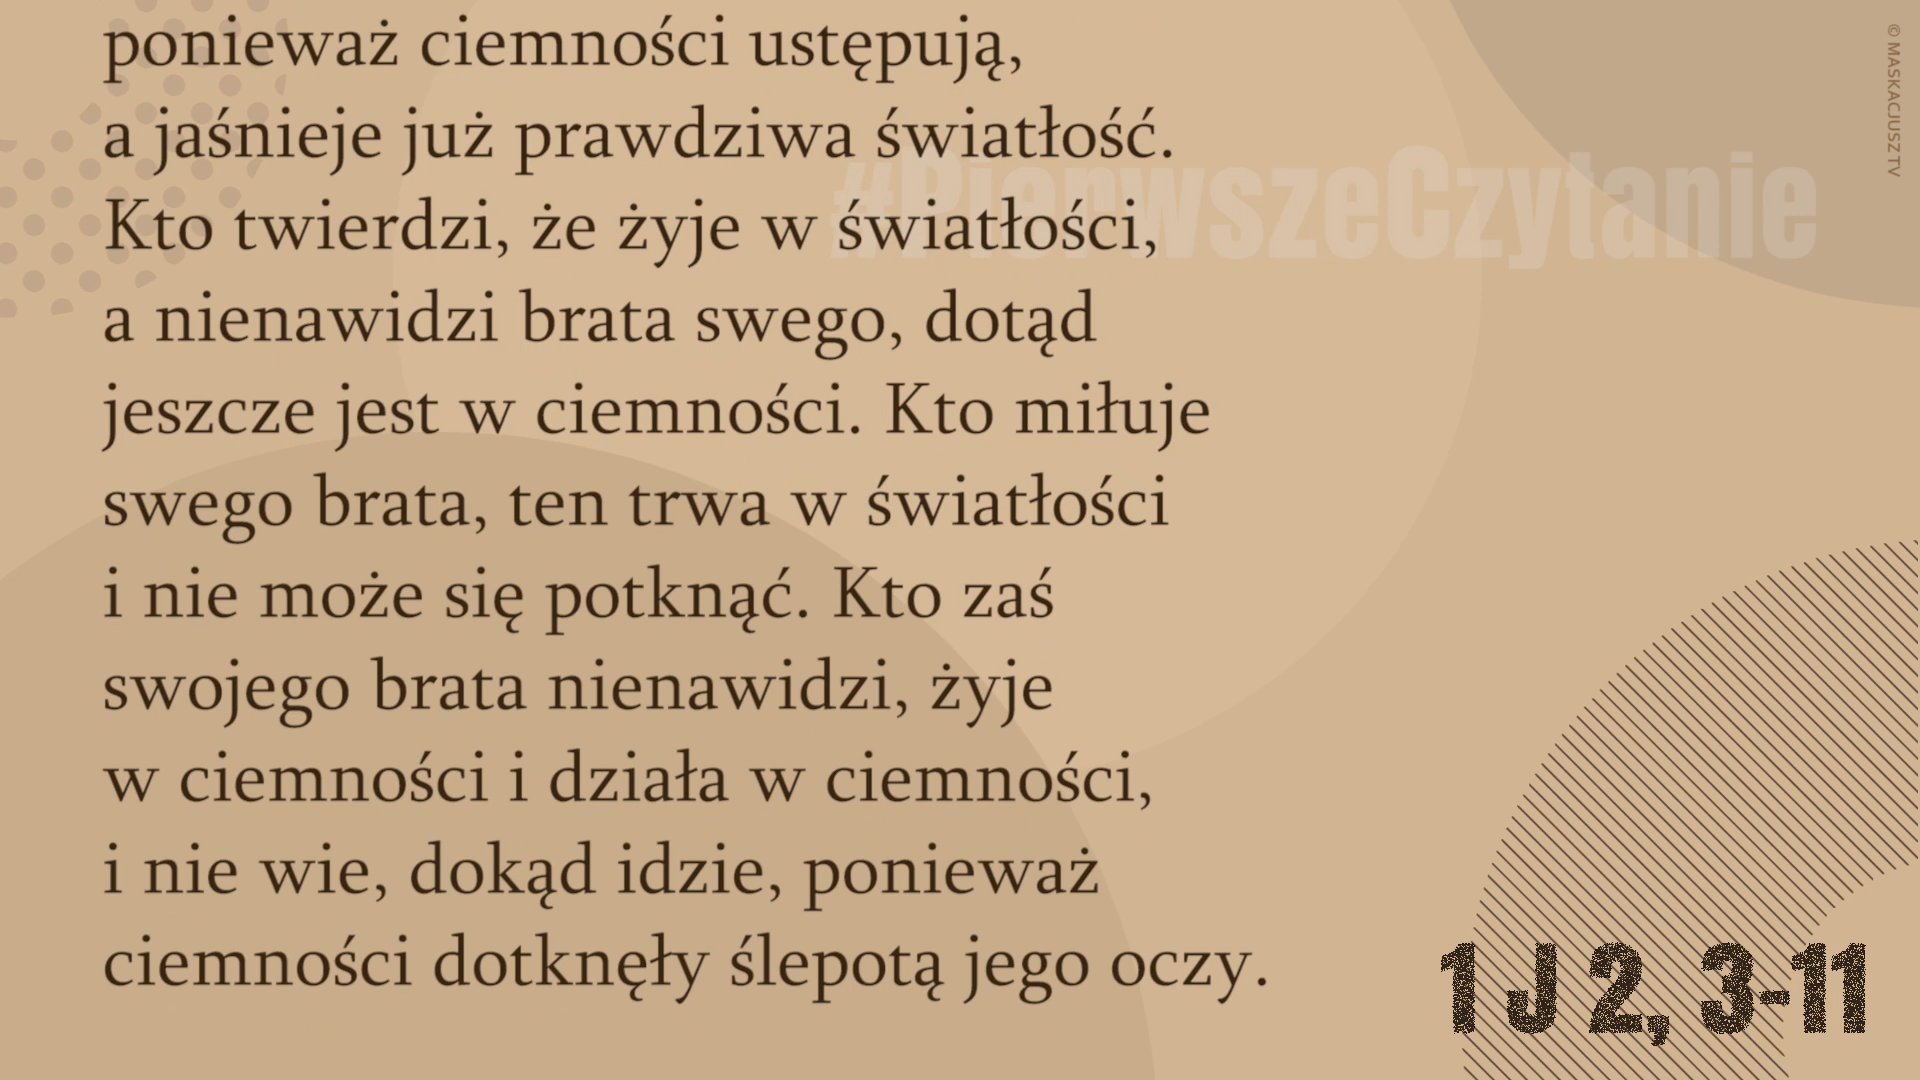 ponieważ ciemności ustępują,
a jaśnieje już prawdziwa światłość.
Kto twierdzi, że żyje w światłości,
a nienawidzi brata swego, dotąd
jeszcze jest w ciemności. Kto miłuje
swego brata, ten trwa w światłości
i nie może się potknąć. Kto zaś
swojego brata nienawidzi, żyje
w ciemności i działa w ciemności,
i nie wie, dokąd idzie, ponieważ
ciemności dotknęły ślepotą jego oczy.
#PierwszeCzytanie
© MASKACJUSZ TV
1 J 2, 3-11